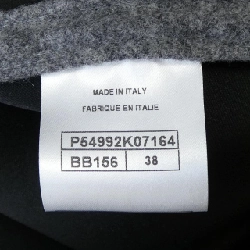 MADE IN ITALY
FABRIQUE EN ITALIE
P54992K07164
BB156 38